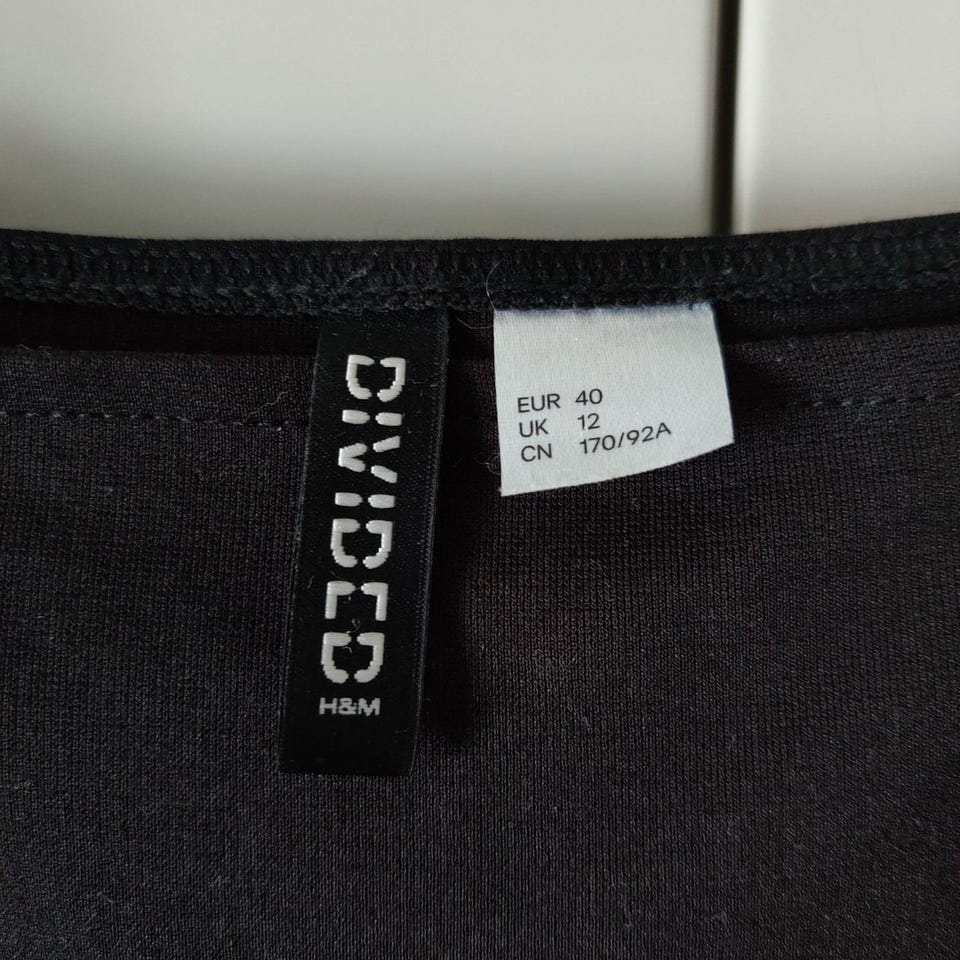 DIVIDED
H&M
EUR 40
UK 12
CN 170/92A